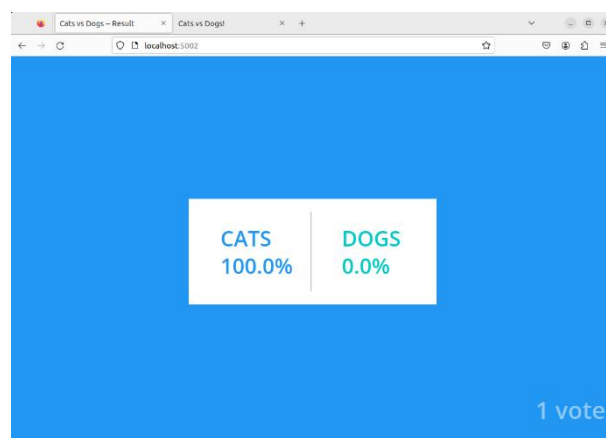 Cats vs Dogs – Result
Cats vs Dogs!
localhost:5002
CATS
100.0%
DOGS
0.0%
1 vote